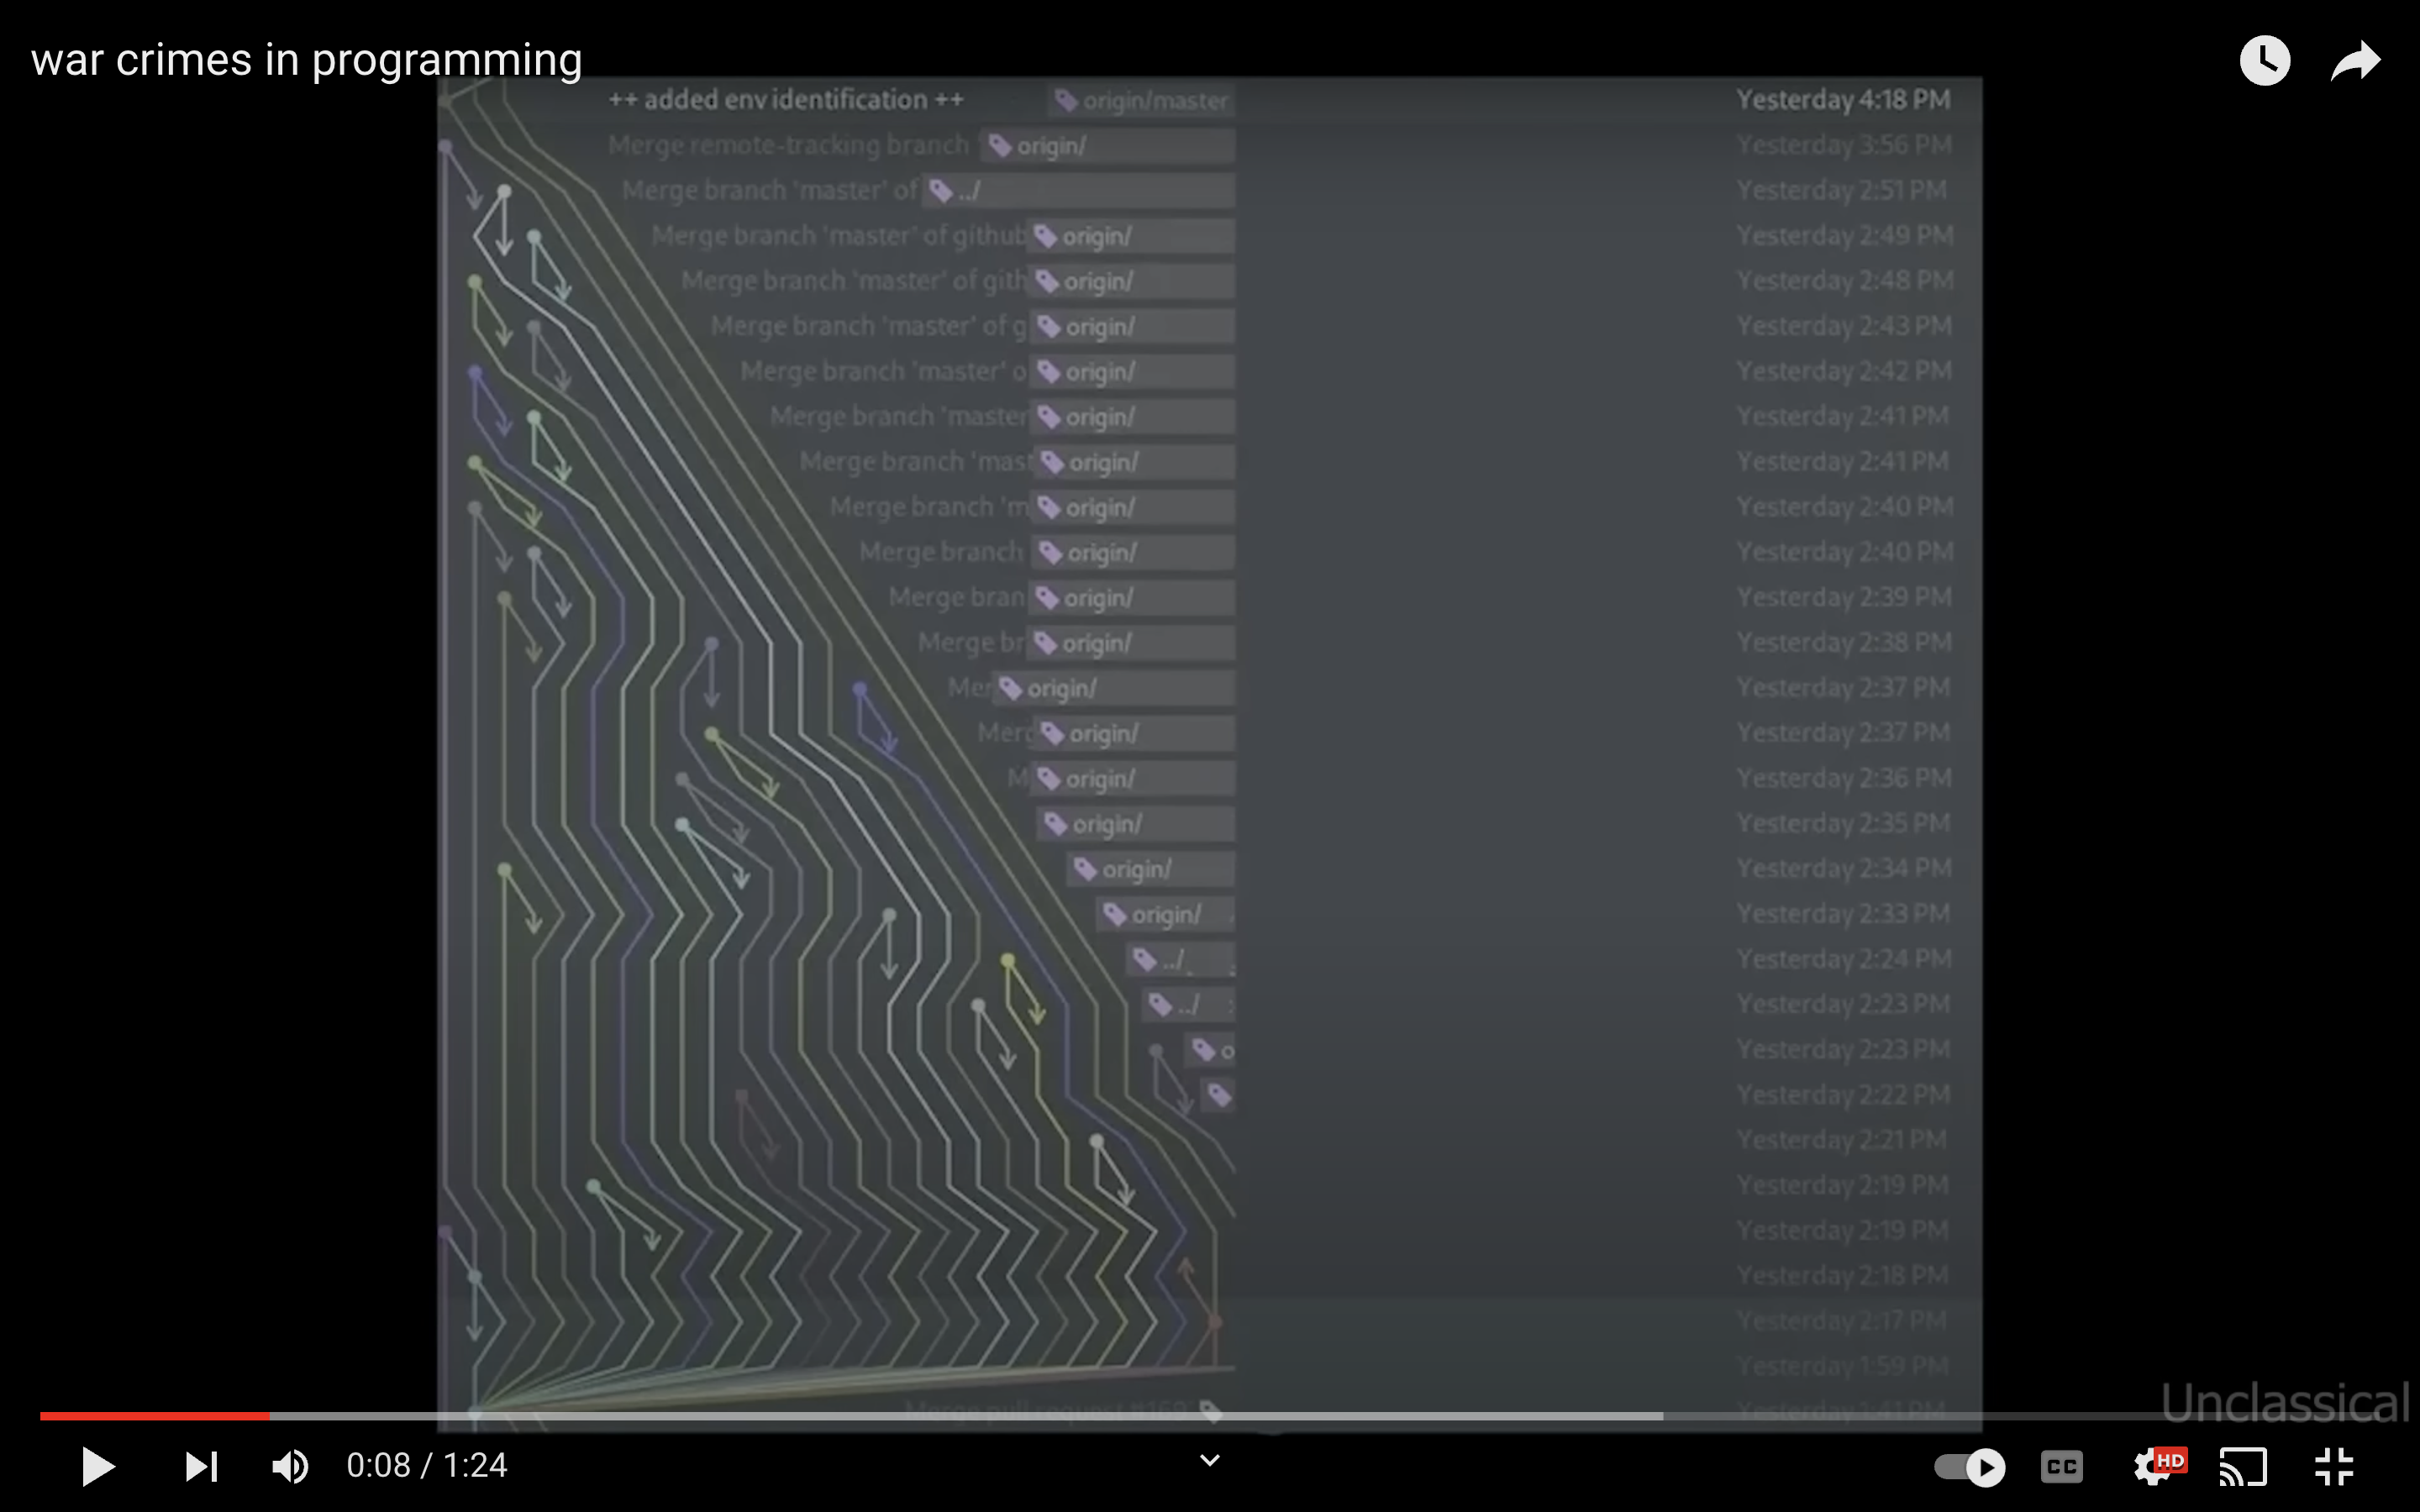 war crimes in programming
++ added env identification ++ origin/master Yesterday 4:18 PM
Merge remote-tracking branch ' origin/ Yesterday 3:56 PM
Merge branch 'master' of ../ Yesterday 2:51 PM
Merge branch 'master' of github origin/ Yesterday 2:49 PM
Merge branch 'master' of gith origin/ Yesterday 2:48 PM
Merge branch 'master' of g origin/ Yesterday 2:43 PM
Merge branch 'master' o origin/ Yesterday 2:42 PM
Merge branch 'master origin/ Yesterday 2:41 PM
Merge branch 'mast origin/ Yesterday 2:41 PM
Merge branch 'm origin/ Yesterday 2:40 PM
Merge branch origin/ Yesterday 2:40 PM
Merge bran origin/ Yesterday 2:39 PM
Merge br origin/ Yesterday 2:38 PM
Mer origin/ Yesterday 2:37 PM
Merg origin/ Yesterday 2:37 PM
M origin/ Yesterday 2:36 PM
origin/ Yesterday 2:35 PM
origin/ Yesterday 2:34 PM
origin/ Yesterday 2:33 PM
../ Yesterday 2:24 PM
../ Yesterday 2:23 PM
o Yesterday 2:23 PM
Yesterday 2:22 PM
Yesterday 2:21 PM
Yesterday 2:19 PM
Yesterday 2:19 PM
Yesterday 2:18 PM
Yesterday 2:17 PM
Yesterday 1:59 PM
Merge pull request #169 Yesterday 1:41 PM
Unclassical
0:08 / 1:24
CC
HD